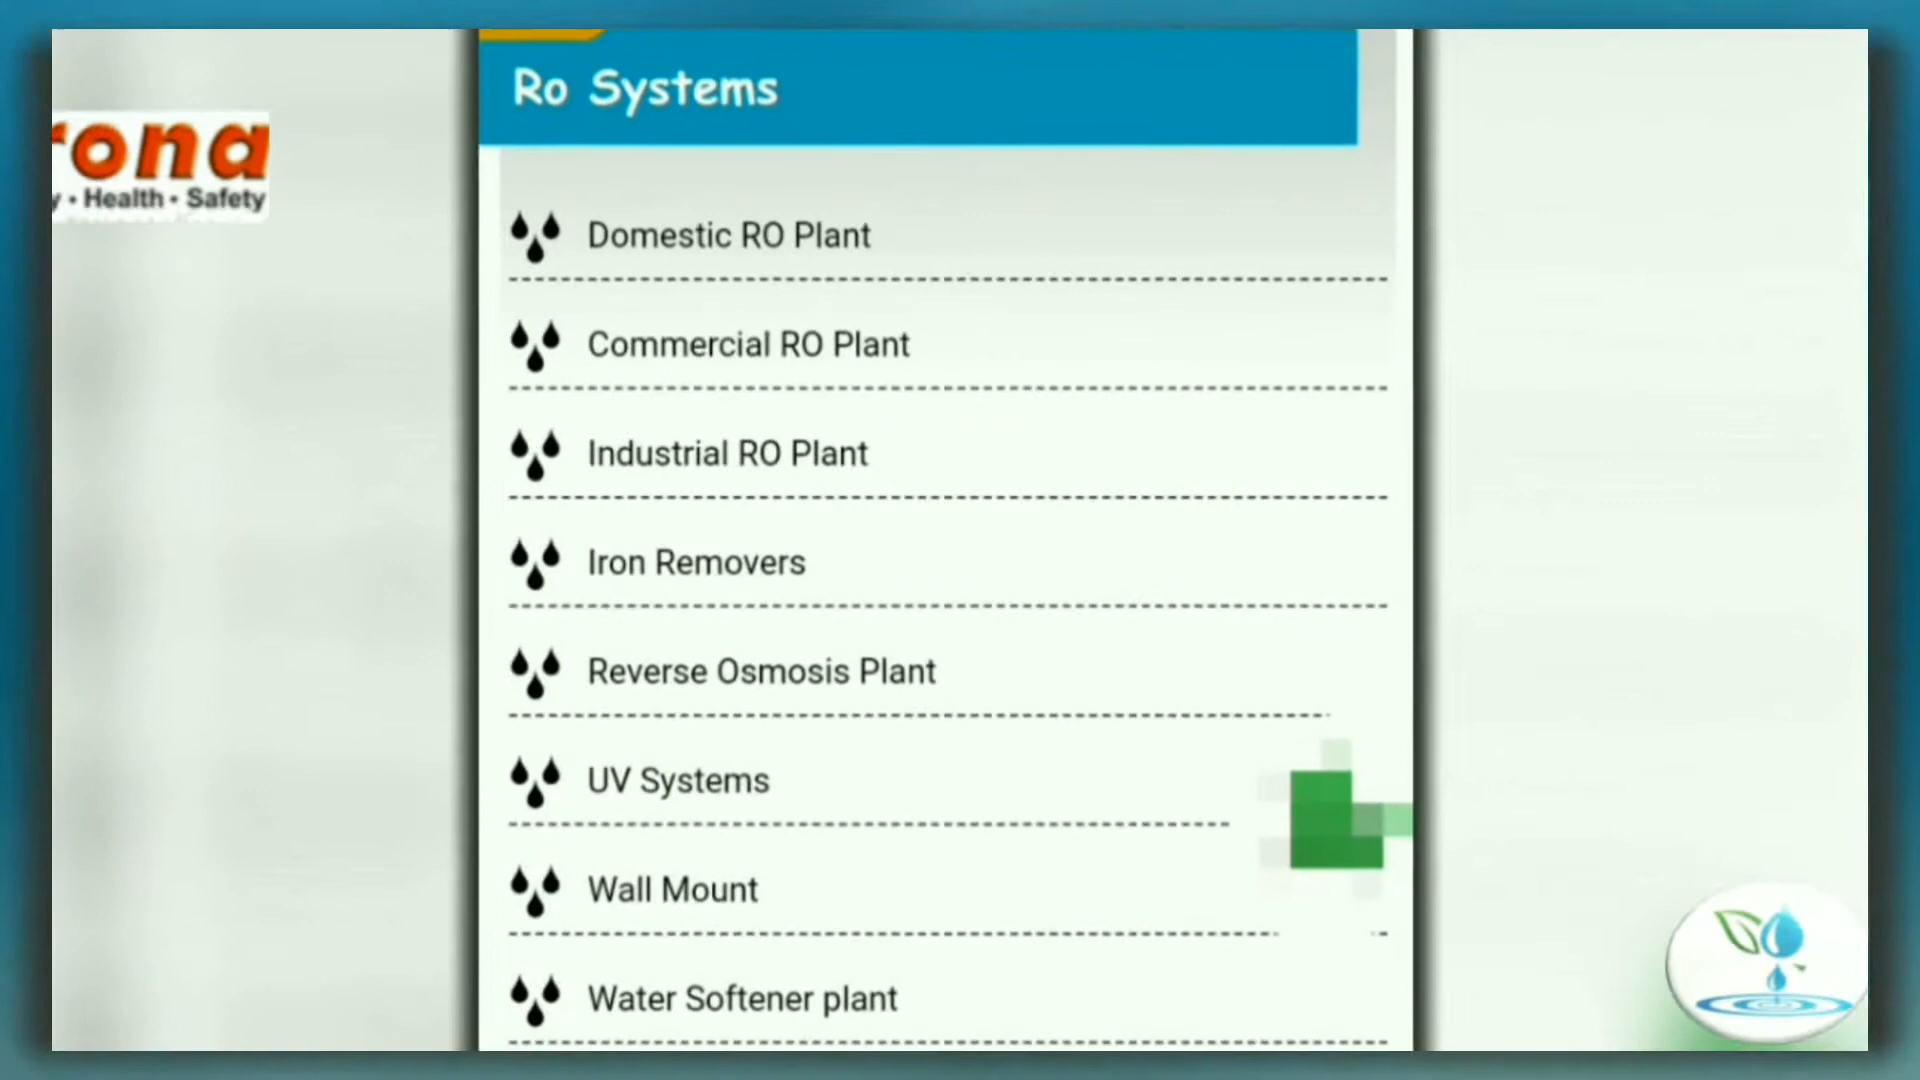 Ro Systems
rona
y • Health • Safety
Domestic RO Plant
Commercial RO Plant
Industrial RO Plant
Iron Removers
Reverse Osmosis Plant
UV Systems
Wall Mount
Water Softener plant